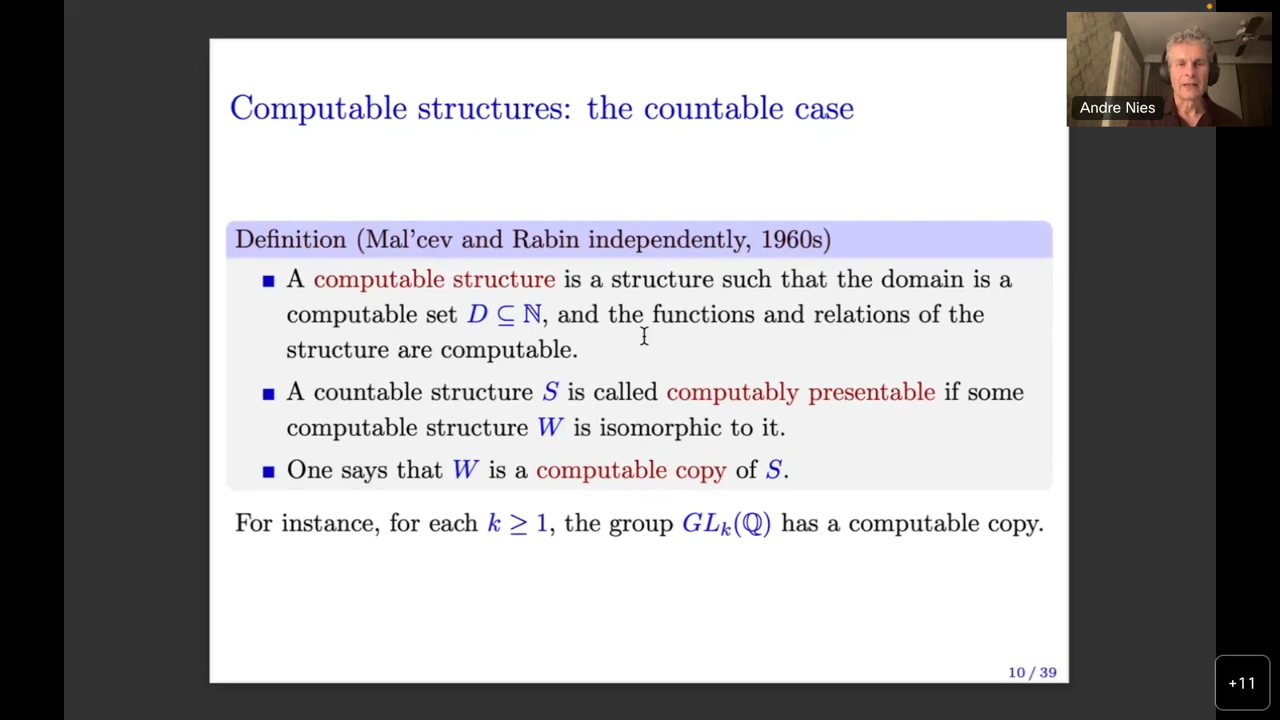 Computable structures: the countable case
Andre Nies
Definition (Mal'cev and Rabin independently, 1960s)
■ A computable structure is a structure such that the domain is a
computable set D ⊆ ℕ, and the functions and relations of the
structure are computable.
■ A countable structure S is called computably presentable if some
computable structure W is isomorphic to it.
■ One says that W is a computable copy of S.
For instance, for each k ≥ 1, the group GLₖ(ℚ) has a computable copy.
10 / 39
+11